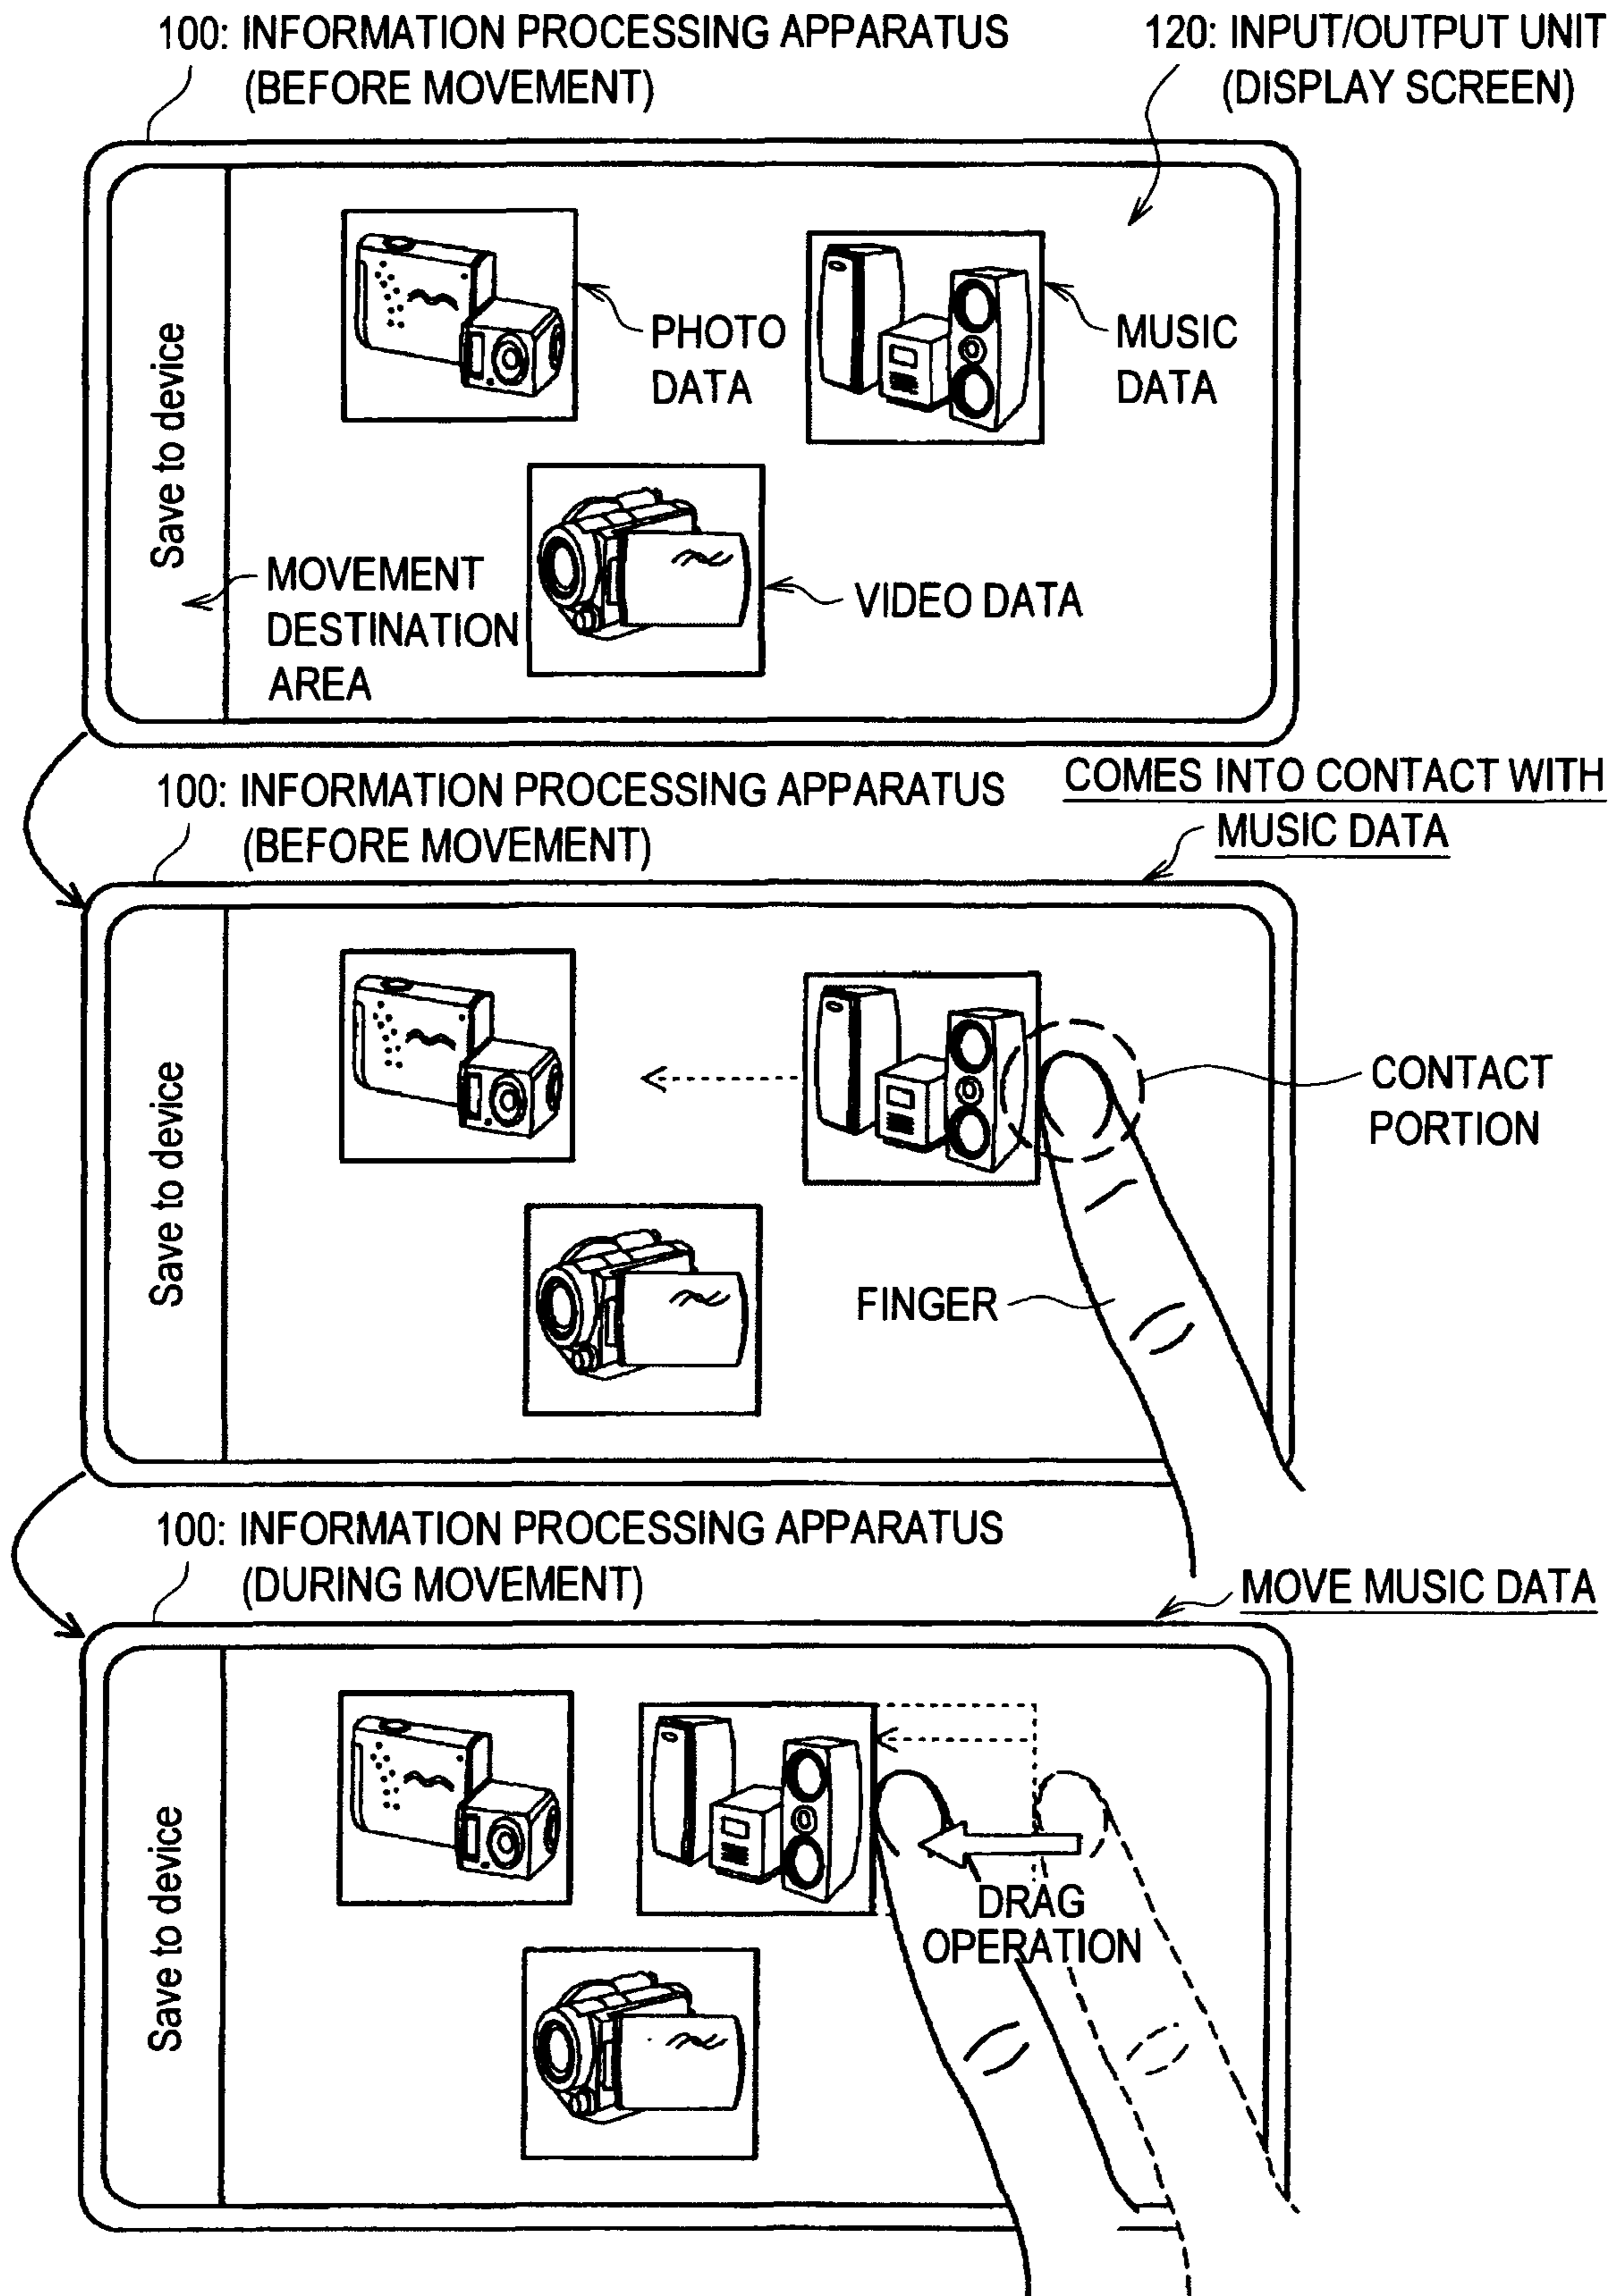 100: INFORMATION PROCESSING APPARATUS
(BEFORE MOVEMENT)
120: INPUT/OUTPUT UNIT
(DISPLAY SCREEN)
Save to device
PHOTO
DATA
MUSIC
DATA
MOVEMENT
DESTINATION
AREA
VIDEO DATA
100: INFORMATION PROCESSING APPARATUS
(BEFORE MOVEMENT)
COMES INTO CONTACT WITH
MUSIC DATA
Save to device
CONTACT
PORTION
FINGER
100: INFORMATION PROCESSING APPARATUS
(DURING MOVEMENT)
MOVE MUSIC DATA
Save to device
DRAG
OPERATION